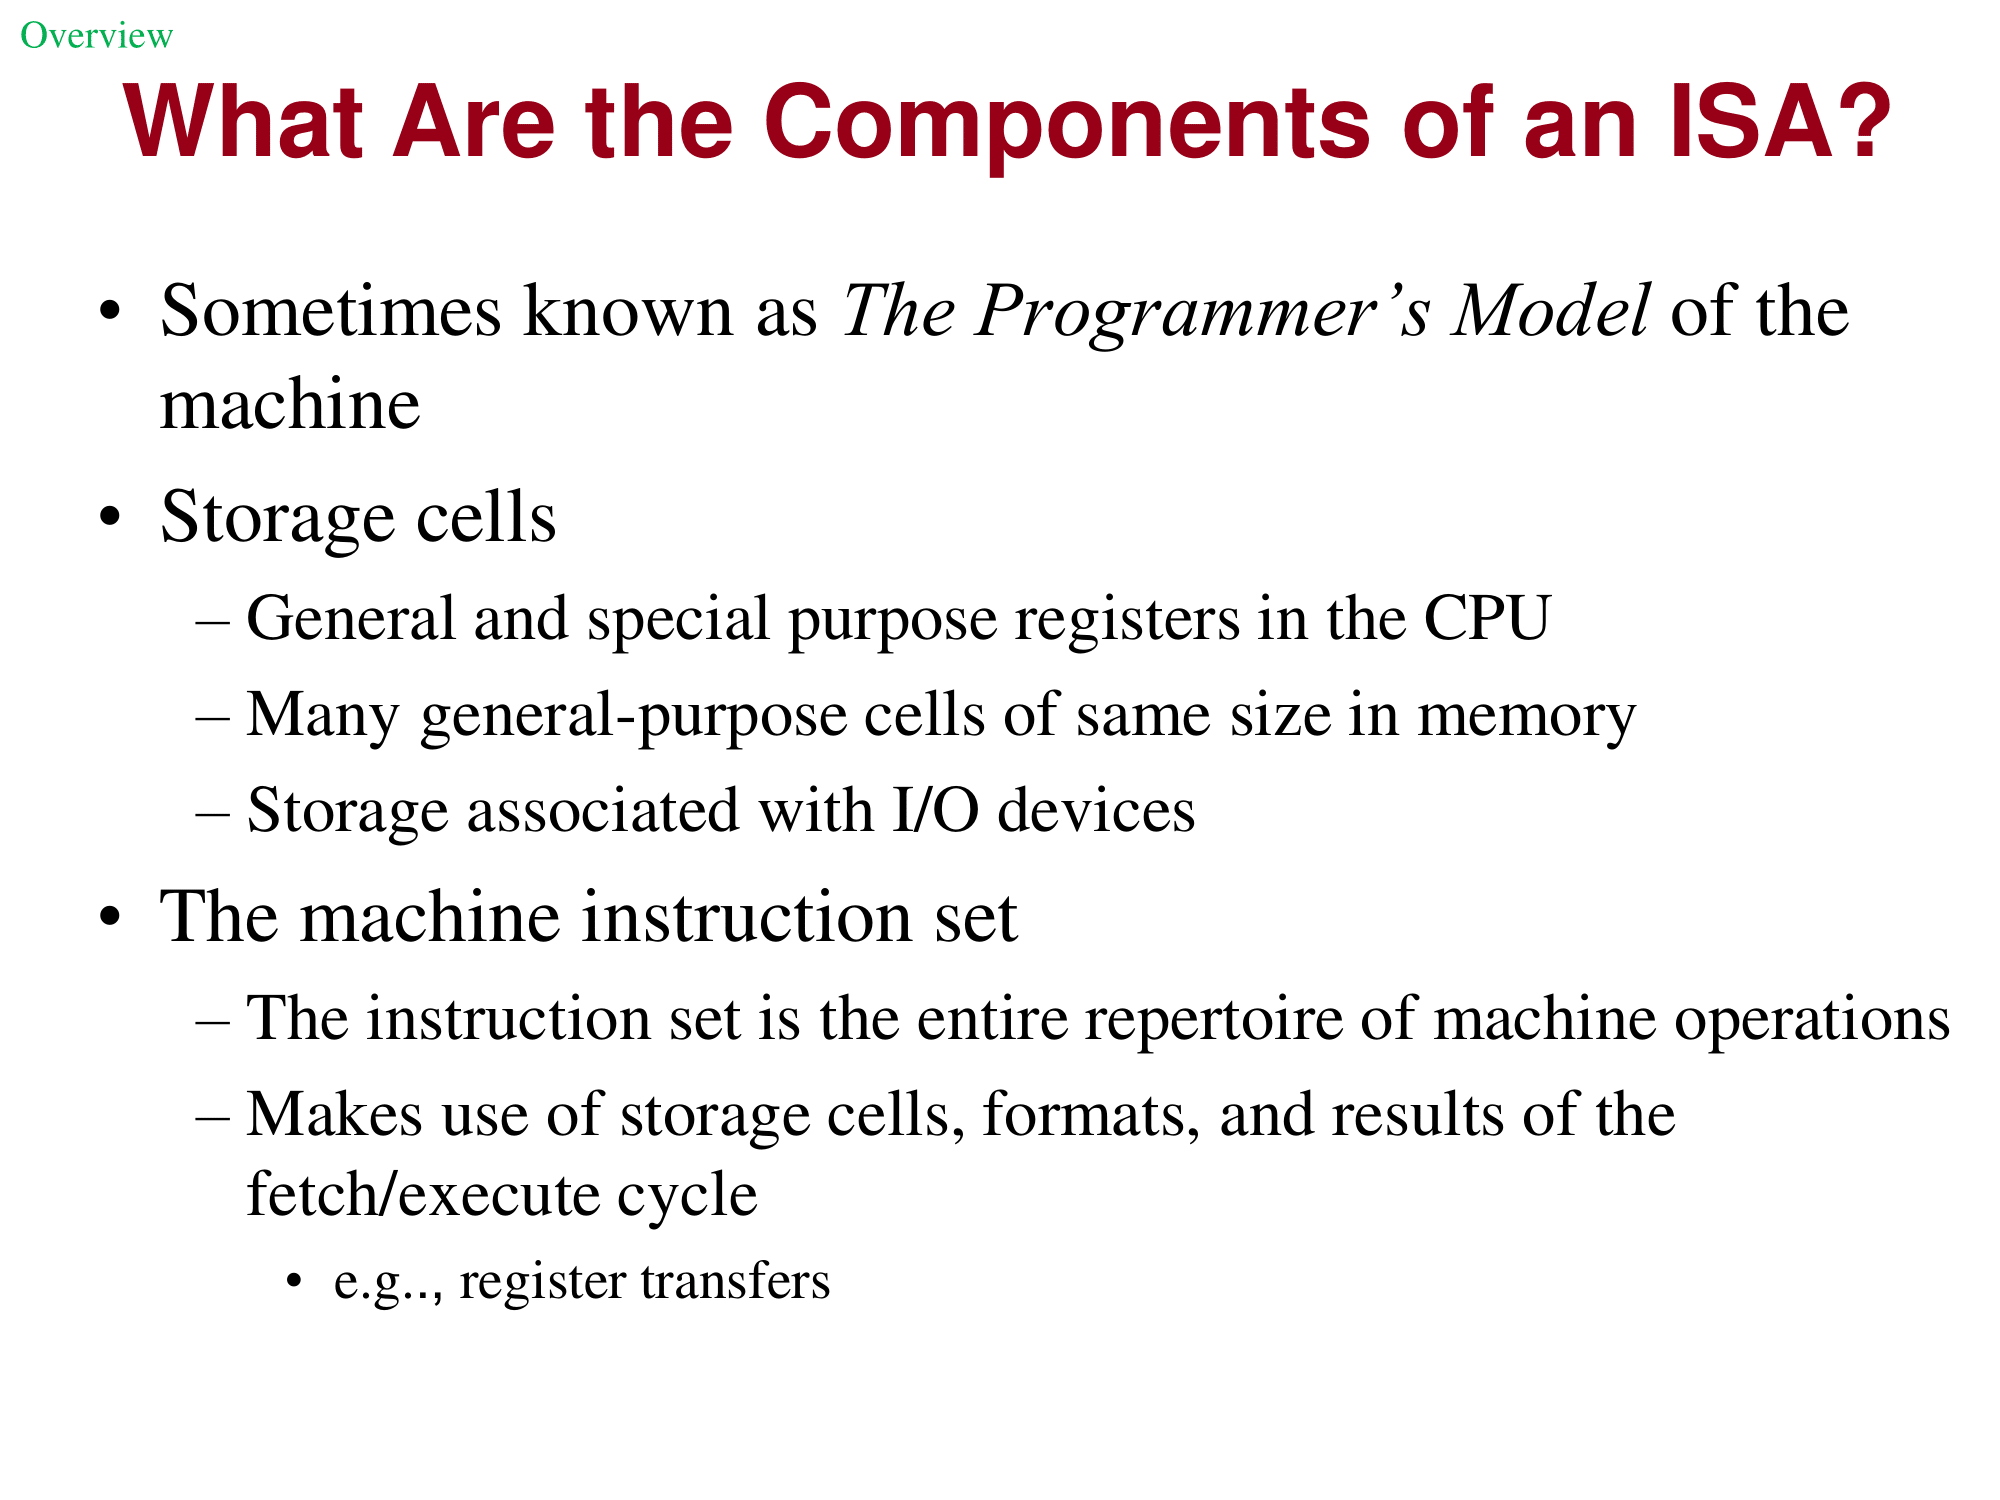 Overview
What Are the Components of an ISA?
• Sometimes known as The Programmer’s Model of the
machine
• Storage cells
– General and special purpose registers in the CPU
– Many general-purpose cells of same size in memory
– Storage associated with I/O devices
• The machine instruction set
– The instruction set is the entire repertoire of machine operations
– Makes use of storage cells, formats, and results of the
fetch/execute cycle
• e.g.., register transfers